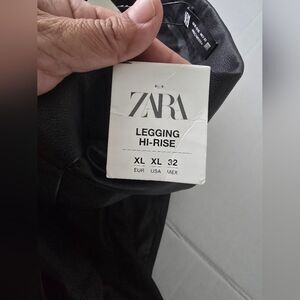 ZARA
LEGGING
HI-RISE
XL XL 32
EUR USA MEX